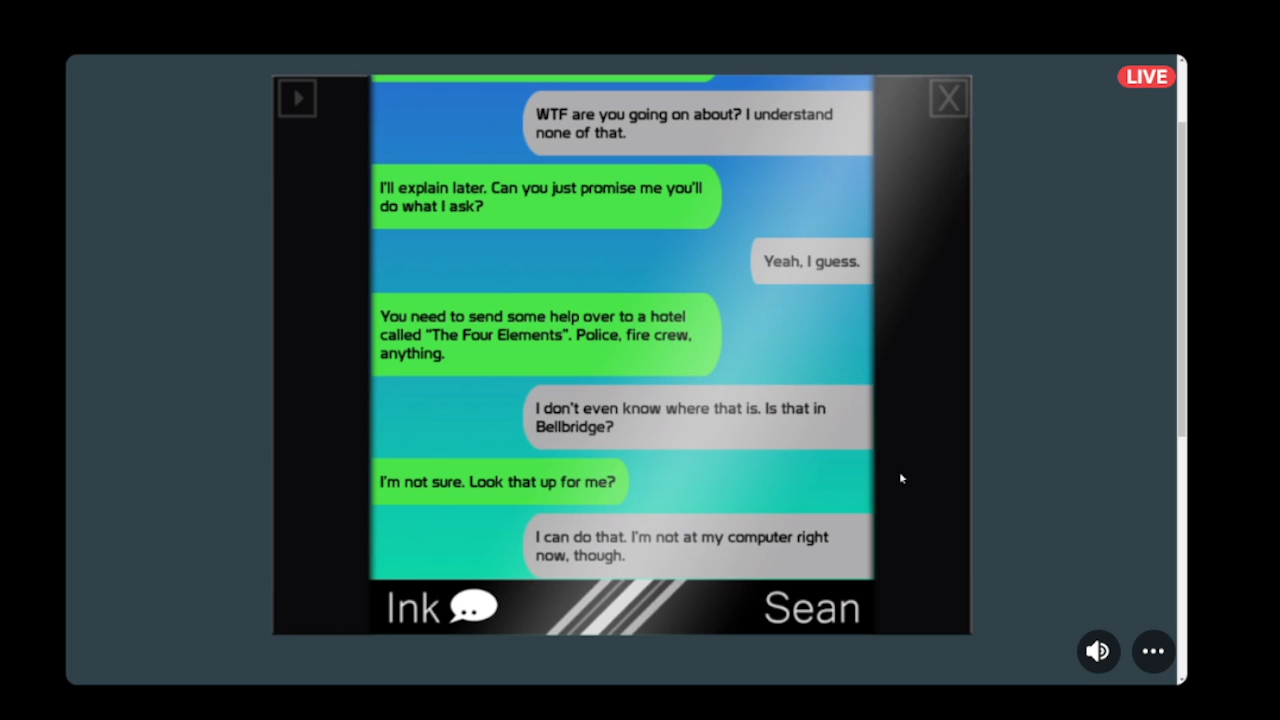 LIVE
WTF are you going on about? I understand
none of that.
I'll explain later. Can you just promise me you'll
do what I ask?
Yeah, I guess.
You need to send some help over to a hotel
called "The Four Elements". Police, fire crew,
anything.
I don't even know where that is. Is that in
Bellbridge?
I'm not sure. Look that up for me?
I can do that. I'm not at my computer right
now, though.
Ink
Sean